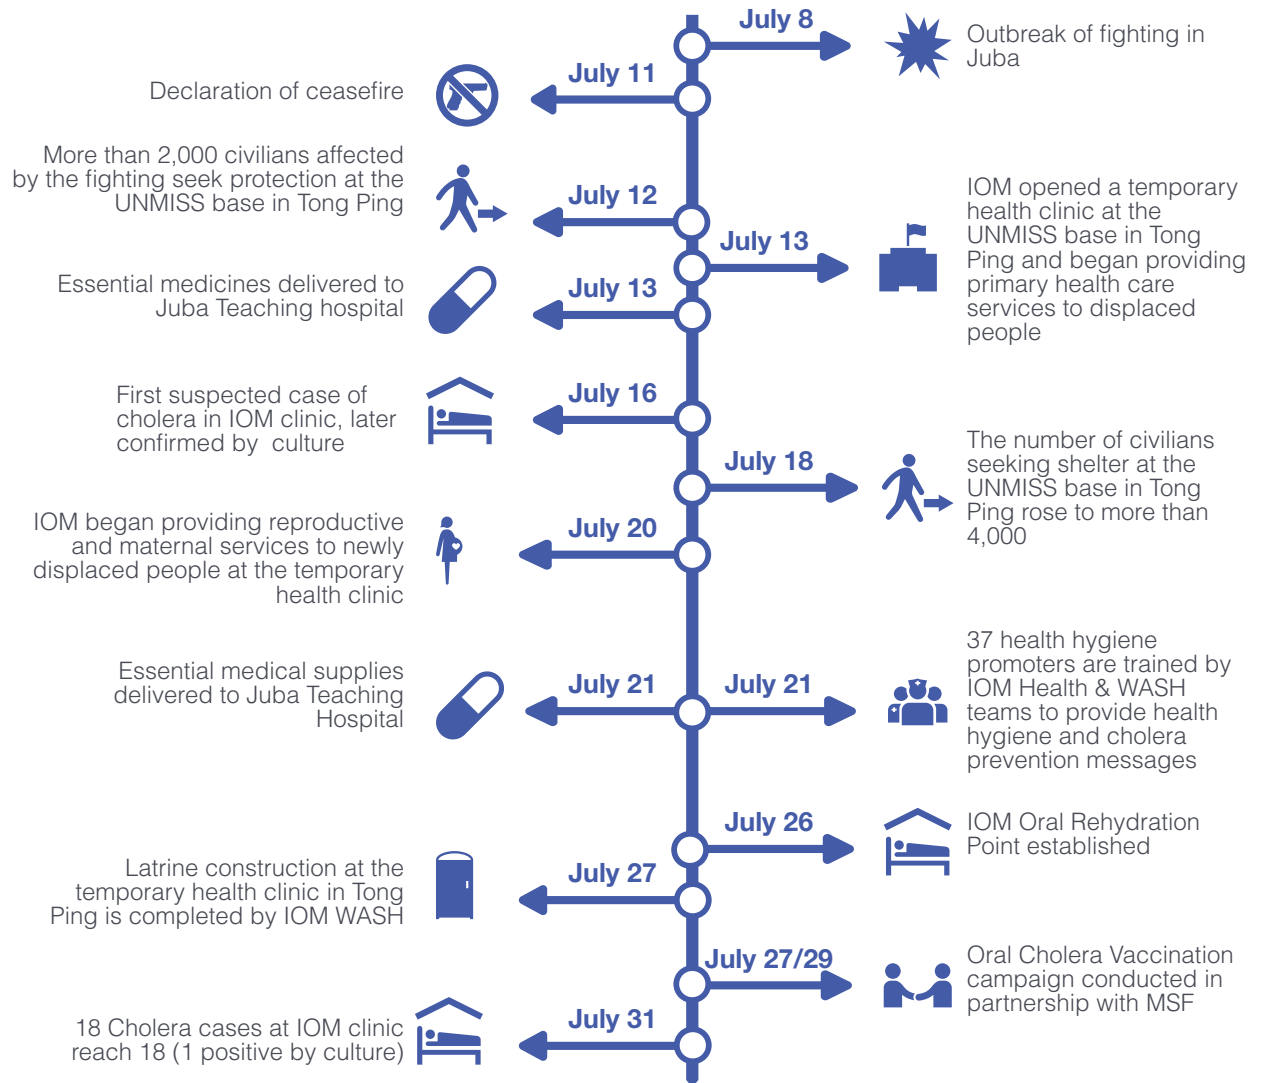 July 8
Outbreak of fighting in
Juba
July 11
Declaration of ceasefire
July 12
More than 2,000 civilians affected
by the fighting seek protection at the
UNMISS base in Tong Ping
July 13
IOM opened a temporary
health clinic at the
UNMISS base in Tong
Ping and began providing
primary health care
services to displaced
people
July 13
Essential medicines delivered to
Juba Teaching hospital
July 16
First suspected case of
cholera in IOM clinic, later
confirmed by culture
July 18
The number of civilians
seeking shelter at the
UNMISS base in Tong
Ping rose to more than
4,000
July 20
IOM began providing reproductive
and maternal services to newly
displaced people at the temporary
health clinic
July 21
Essential medical supplies
delivered to Juba Teaching
Hospital
July 21
37 health hygiene
promoters are trained by
IOM Health & WASH
teams to provide health
hygiene and cholera
prevention messages
July 26
IOM Oral Rehydration
Point established
July 27
Latrine construction at the
temporary health clinic in Tong
Ping is completed by IOM WASH
July 27/29
Oral Cholera Vaccination
campaign conducted in
partnership with MSF
July 31
18 Cholera cases at IOM clinic
reach 18 (1 positive by culture)